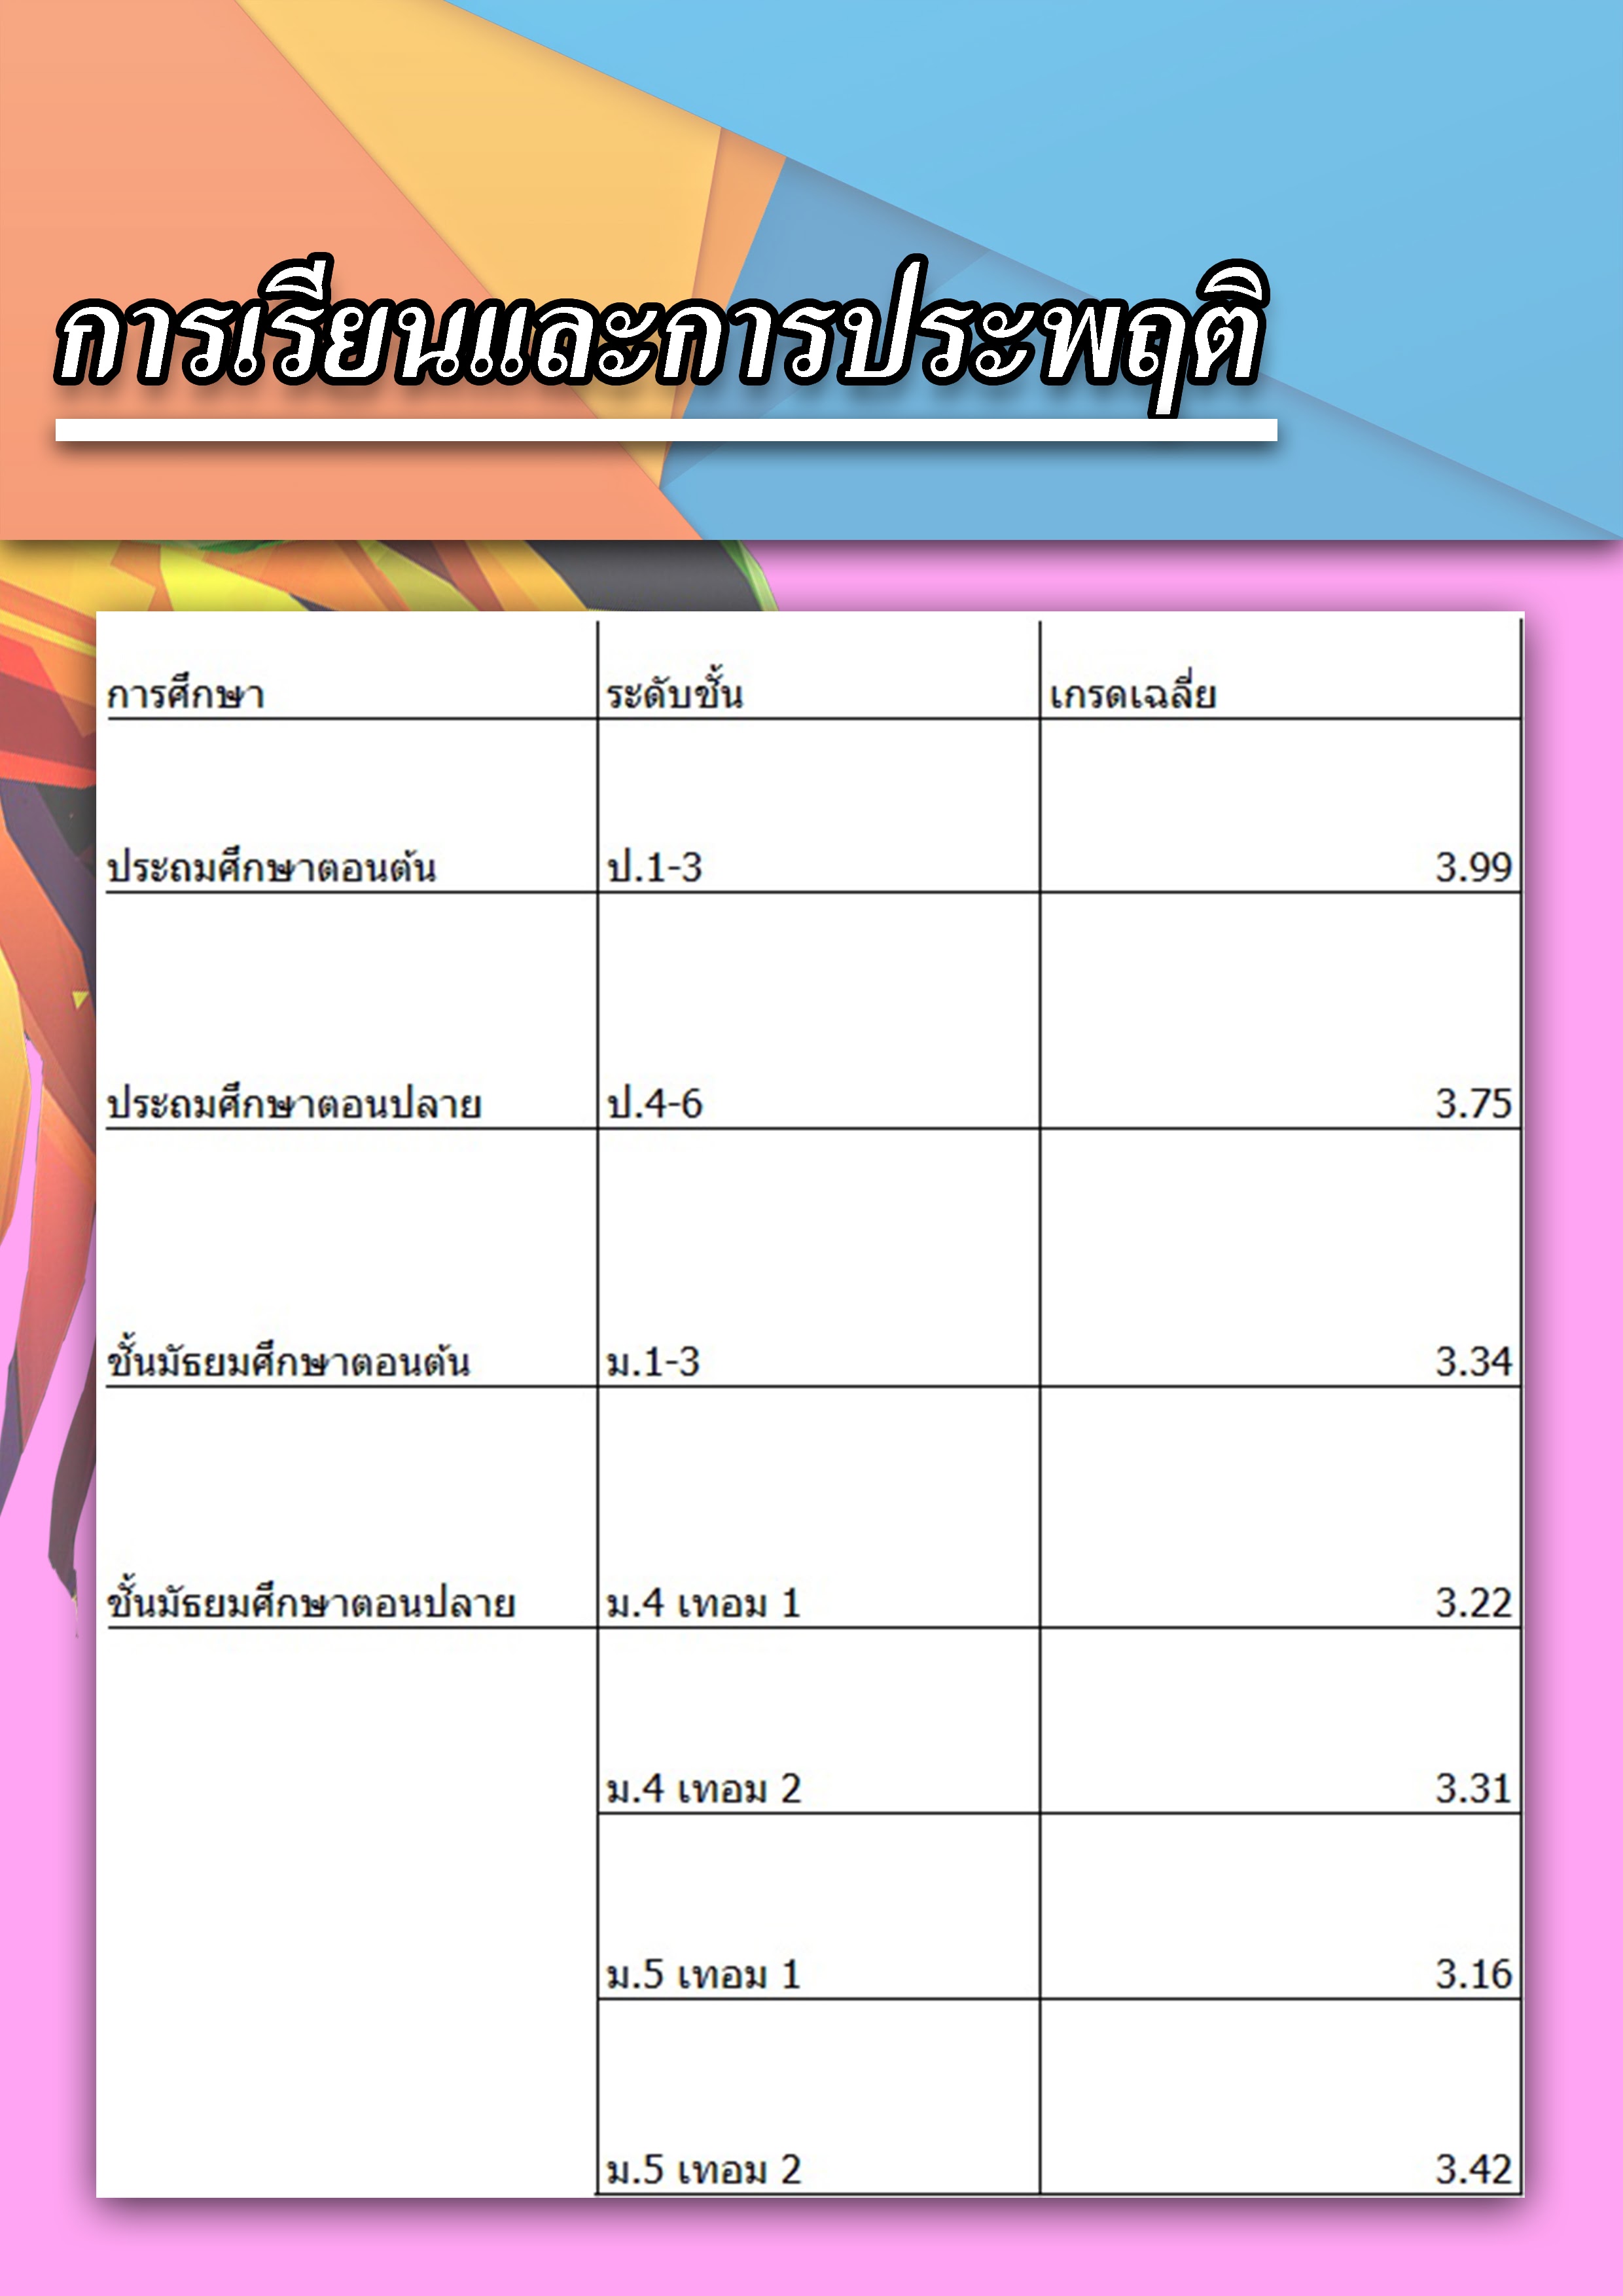 การเรียนและการประพฤติ
การศึกษา ระดับชั้น เกรดเฉลี่ย
ประถมศึกษาตอนต้น ป.1-3 3.99
ประถมศึกษาตอนปลาย ป.4-6 3.75
ชั้นมัธยมศึกษาตอนต้น ม.1-3 3.34
ชั้นมัธยมศึกษาตอนปลาย ม.4 เทอม 1 3.22
ม.4 เทอม 2 3.31
ม.5 เทอม 1 3.16
ม.5 เทอม 2 3.42